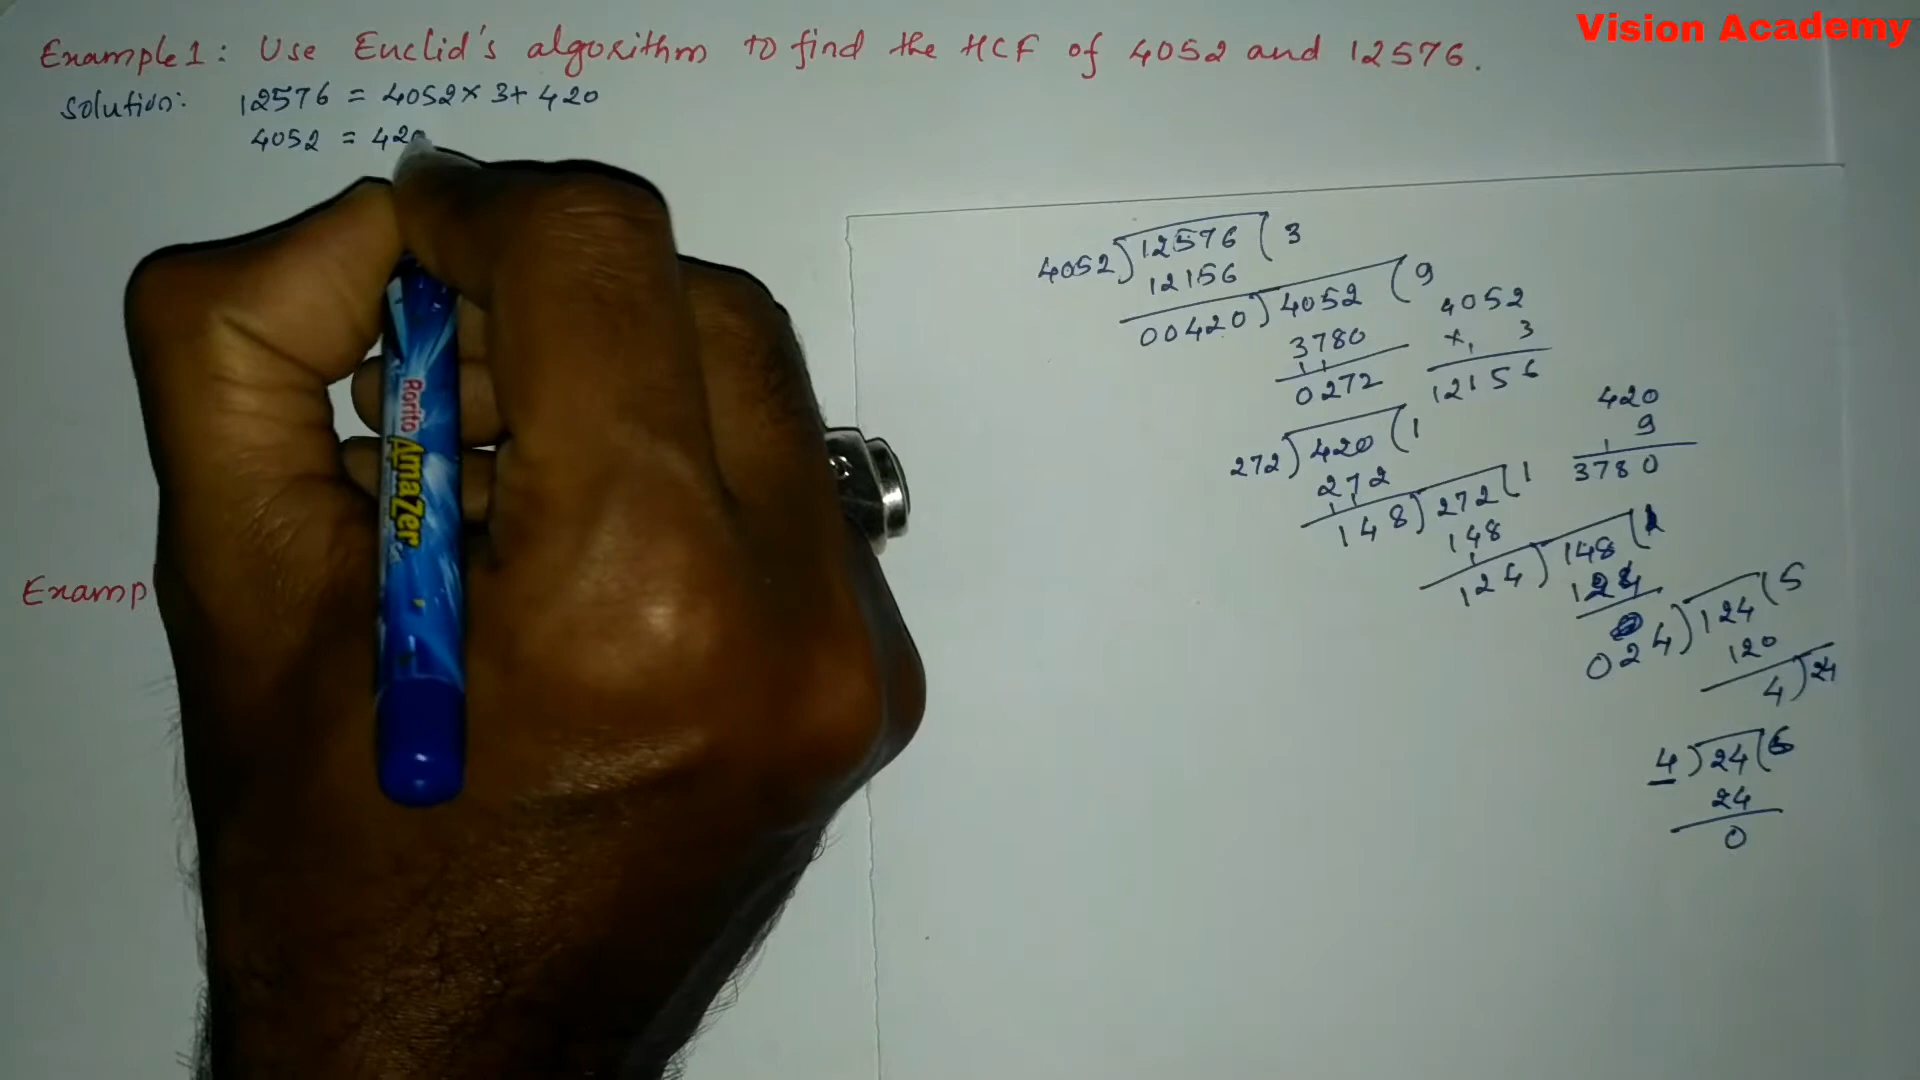 Vision Academy
Example 1: Use Euclid's algorithm to find the HCF of 4052 and 12576.
Solution: 12576 = 4052 × 3 + 420
4052 = 420
4052 ) 12576 ( 3
12156
00420 ) 4052 ( 9
3780
0272
4052
× 3
12156
420
9
3780
272 ) 420 ( 1
272
148 ) 272 ( 1
148
124 ) 148 ( 1
124
024 ) 124 ( 5
120
4 ) 24
4 ) 24 ( 6
24
0
Examp
Rorito
AmaZer